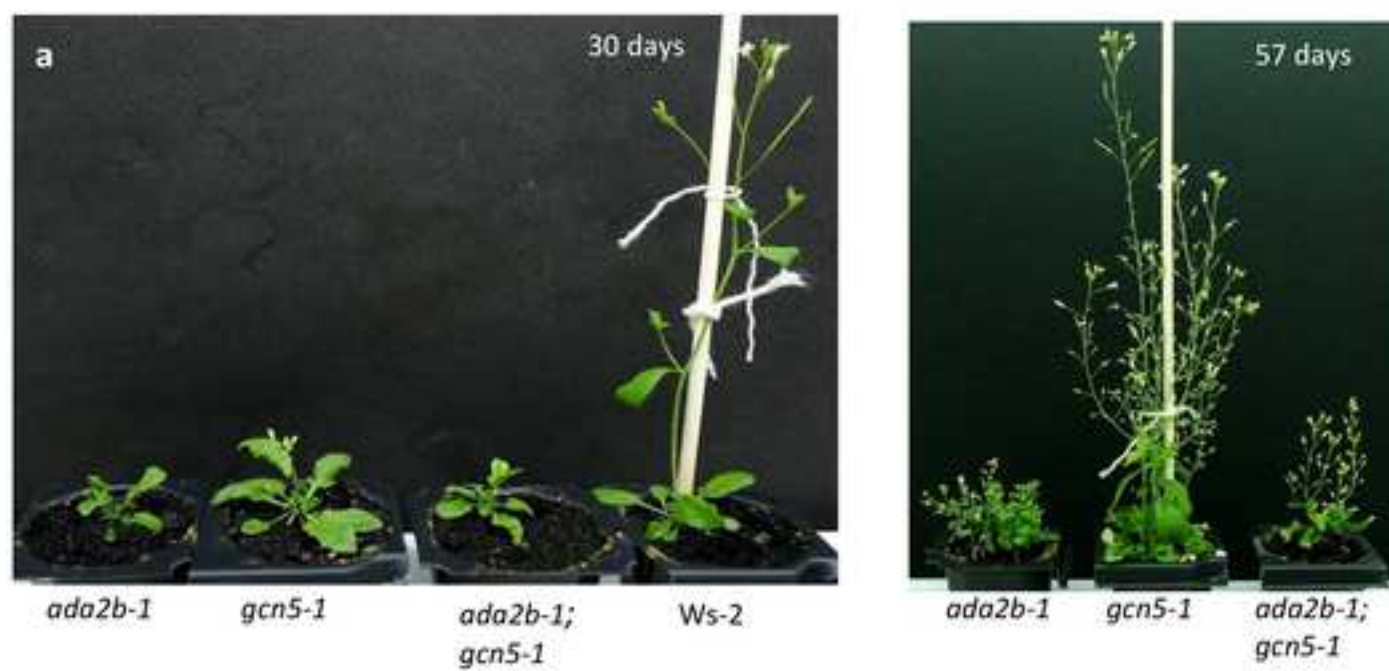 a
30 days
57 days
ada2b-1
gcn5-1
ada2b-1;
gcn5-1
Ws-2
ada2b-1
gcn5-1
ada2b-1;
gcn5-1